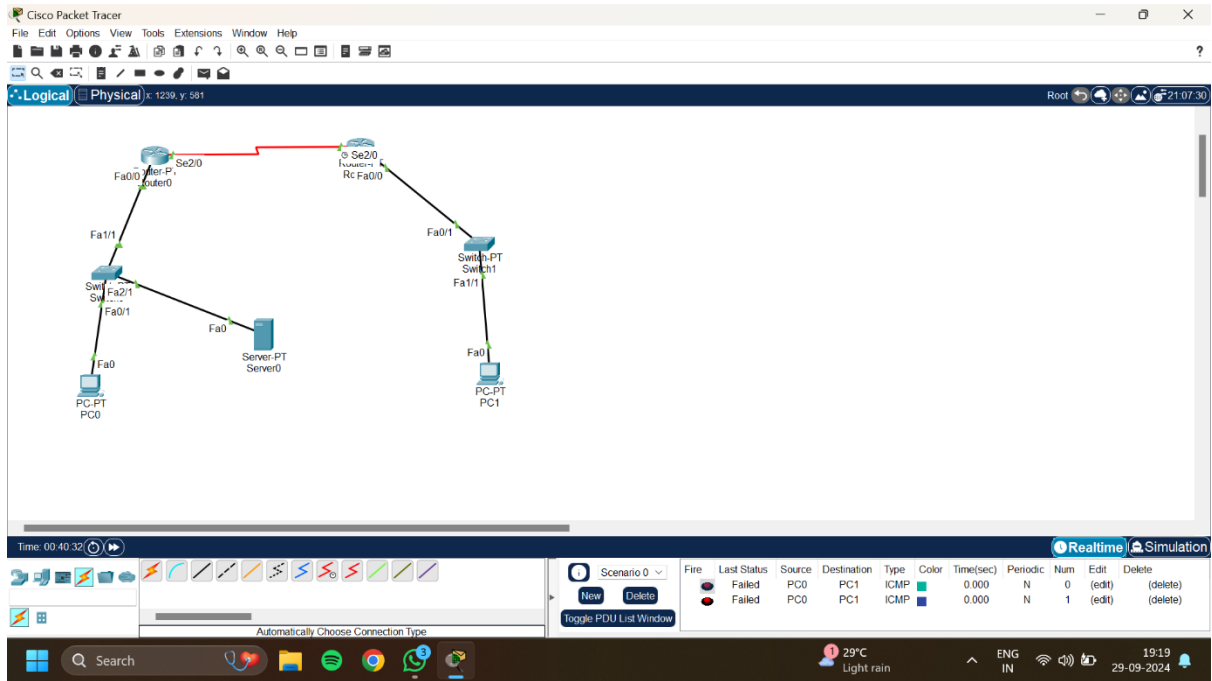 Cisco Packet Tracer
File Edit Options View Tools Extensions Window Help
?
Logical Physical x: 1239, y: 581 Root 21:07:30
Se2/0
Se2/0
Fa0/0
Router0
Fa0/0
Fa1/1
Fa0/1
Switch-PT
Switch1
Fa2/1
Fa1/1
Fa0/1
Fa0
Server-PT
Server0
Fa0
Fa0
PC-PT
PC0
PC-PT
PC1
Time: 00:40:32 Realtime Simulation
Scenario 0
New Delete
Toggle PDU List Window
Fire Last Status Source Destination Type Color Time(sec) Periodic Num Edit Delete
Failed PC0 PC1 ICMP 0.000 N 0 (edit) (delete)
Failed PC0 PC1 ICMP 0.000 N 1 (edit) (delete)
Automatically Choose Connection Type
Search
3
1
29°C
Light rain
ENG
IN
19:19
29-09-2024